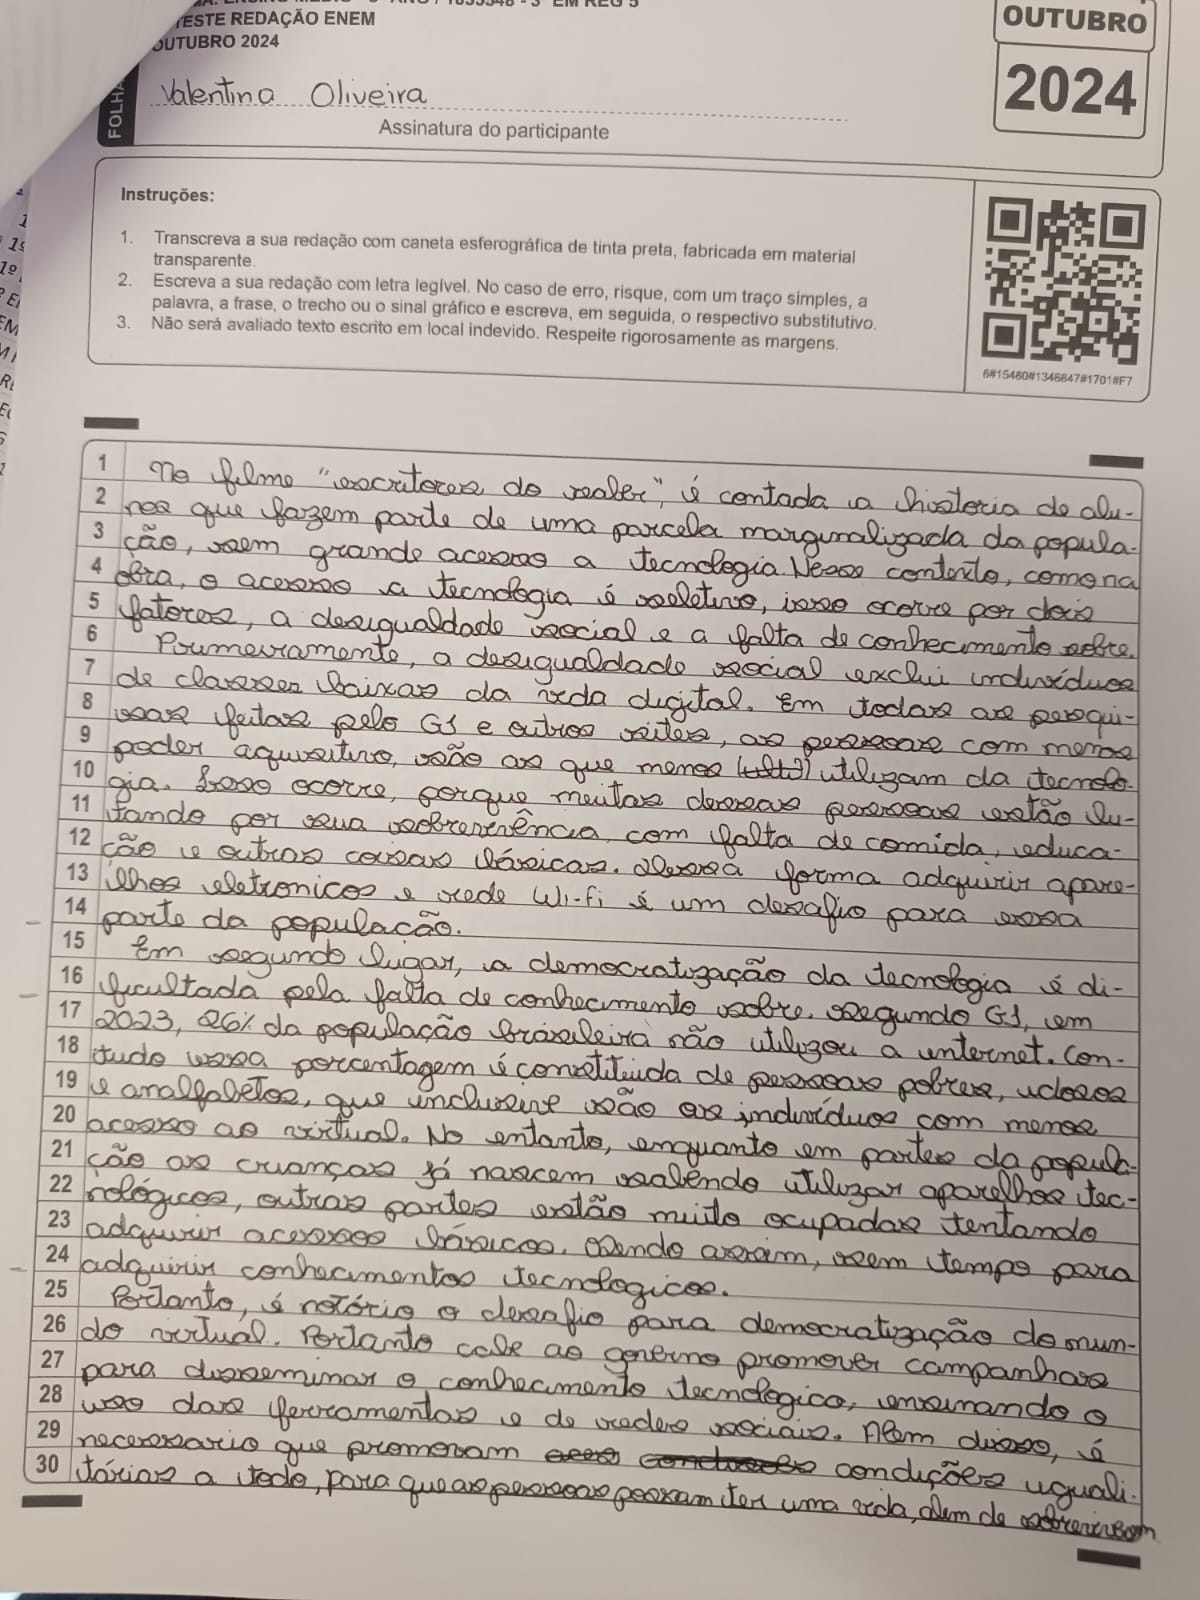 TESTE REDAÇÃO ENEM
OUTUBRO 2024
OUTUBRO
2024
FOLHA
Valentina Oliveira
Assinatura do participante
Instruções:
1. Transcreva a sua redação com caneta esferográfica de tinta preta, fabricada em material
transparente.
2. Escreva a sua redação com letra legível. No caso de erro, risque, com um traço simples, a
palavra, a frase, o trecho ou o sinal gráfico e escreva, em seguida, o respectivo substitutivo.
3. Não será avaliado texto escrito em local indevido. Respeite rigorosamente as margens.
6#15480#1346847#1701#F7
1 No filme "escritores do saber", é contada a historia de alu-
2 nos que fazem parte de uma parcela marginalizada da popula-
3 ção, sem grande acesso a tecnologia. Nesse contexto, como na
4 obra, o acesso a tecnologia é seletivo, isso ocorre por dois
5 fatores, a desigualdade social e a falta de conhecimento sobre.
6 Primeiramente, a desigualdade social exclui indivíduos
7 de classes baixas da vida digital. Em todas as pesqui-
8 sas feitas pelo G1 e outros sites, as pessoas com menos
9 poder aquisitivo, são as que menos utilizam da tecnolo-
10 gia. Isso ocorre, porque muitas dessas pessoas estão lu-
11 tando por sua sobrevivência, com falta de comida, educa-
12 ção e outras coisas básicas. Dessa forma adquirir apare-
13 lhos eletronicos e rede Wi-fi é um desafio para essa
14 parte da população.
15 Em segundo lugar, a democratização da tecnologia é di-
16 ficultada pela falta de conhecimento sobre. Segundo G1, em
17 2023, 26% da população brasileira não utilizou a internet. Con-
18 tudo essa porcentagem é constituida de pessoas pobres, idosos
19 e analfabetos, que inclusive são os indivíduos com menos
20 acesso ao virtual. No entanto, enquanto em partes da popula-
21 ção as crianças já nascem sabendo utilizar aparelhos tec-
22 nológicos, outras partes estão muito ocupadas tentando
23 adquirir acessos básicos. Sendo assim, sem tempo para
24 adquirir conhecimentos tecnologicos.
25 Portanto, é notório o desafio para democratização do mun-
26 do virtual. Portanto cabe ao governo promover campanhas
27 para disseminar o conhecimento tecnologico, ensinando o
28 uso das ferramentas e de redes sociais. Alem disso, é
29 necessario que promovam condições iguali-
30 tárias a todo, para que as pessoas possam ter uma vida, alem de sobreviverem